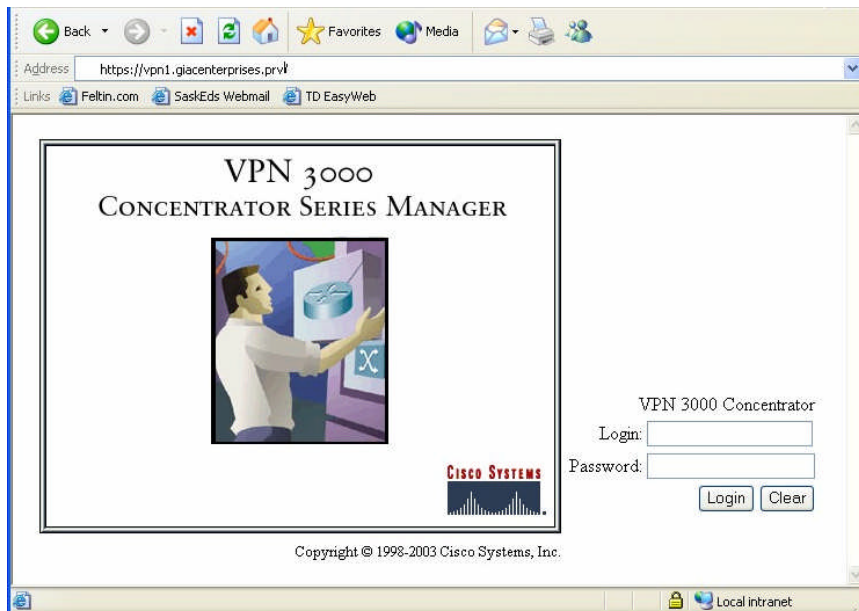 Back Favorites Media
Address https://vpn1.giacenterprises.prv/
Links Feltin.com SaskEds Webmail TD EasyWeb
VPN 3000
CONCENTRATOR SERIES MANAGER
CISCO SYSTEMS
VPN 3000 Concentrator
Login:
Password:
Login Clear
Copyright © 1998-2003 Cisco Systems, Inc.
Local intranet